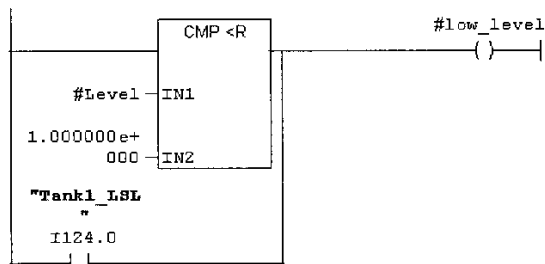 CMP <R
#low_level
( )
#Level
IN1
1.000000e+
000
IN2
"Tank1_LSL
"
I124.0